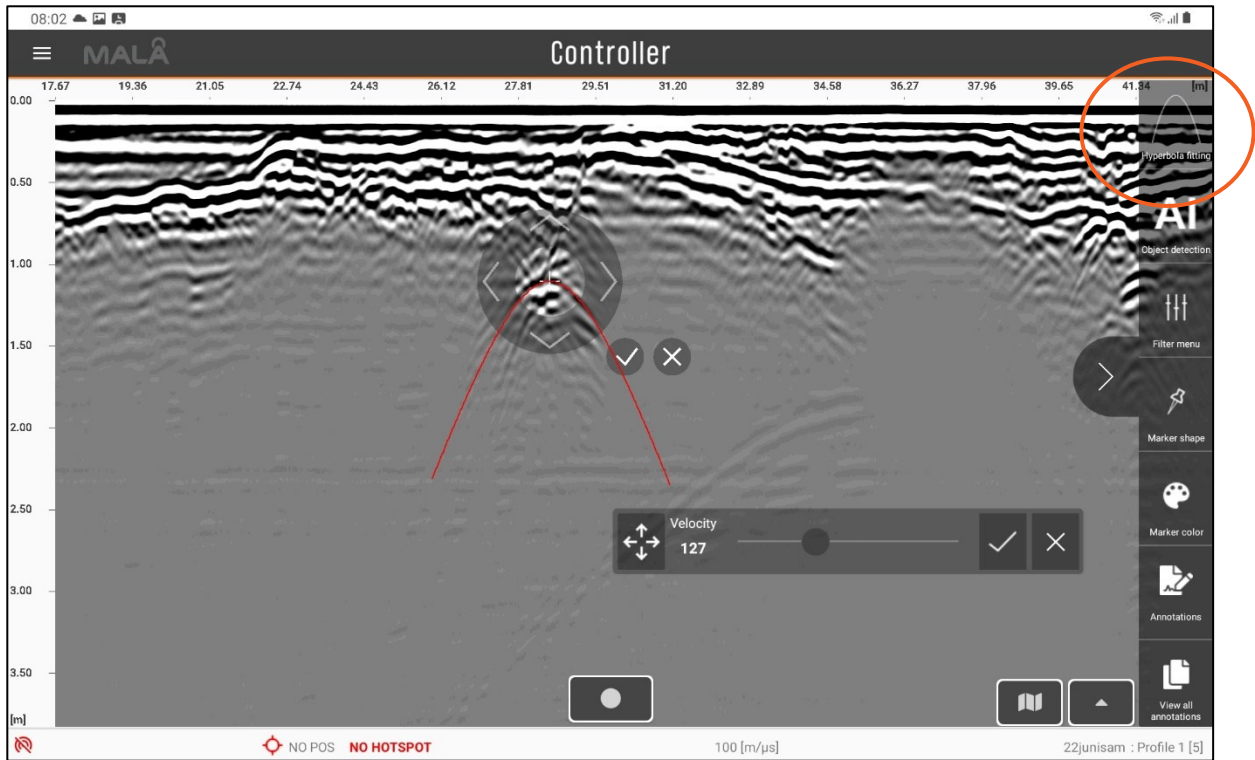 08:02
MALÅ
Controller
17.67 19.36 21.05 22.74 24.43 26.12 27.81 29.51 31.20 32.89 34.58 36.27 37.96 39.65 41.34 [m]
0.00
Hyperbola fitting
0.50
AI
Object detection
1.00
Filter menu
1.50
Marker shape
2.00
2.50
Velocity
127
Marker color
3.00
Annotations
3.50
View all
annotations
[m]
NO POS NO HOTSPOT 100 [m/µs] 22junisam : Profile 1 [5]